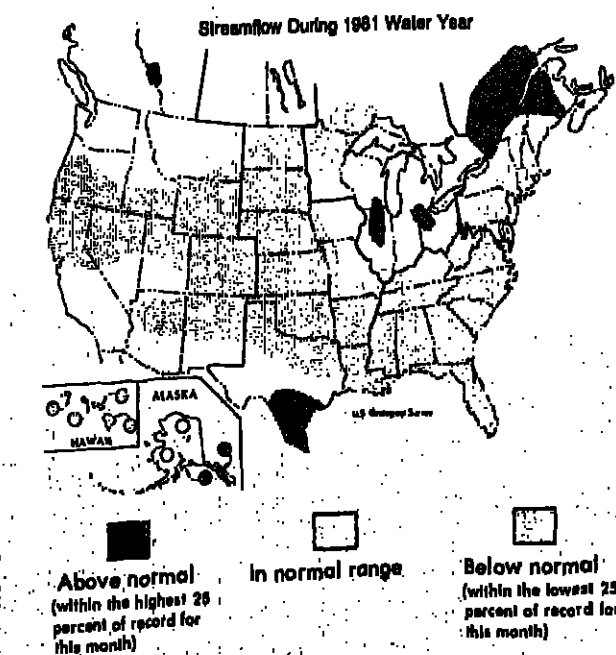 Streamflow During 1981 Water Year
ALASKA
HAWAII
U.S. Geological Survey
Above normal
(within the highest 25
percent of record for
this month)
In normal range
Below normal
(within the lowest 25
percent of record for
this month)